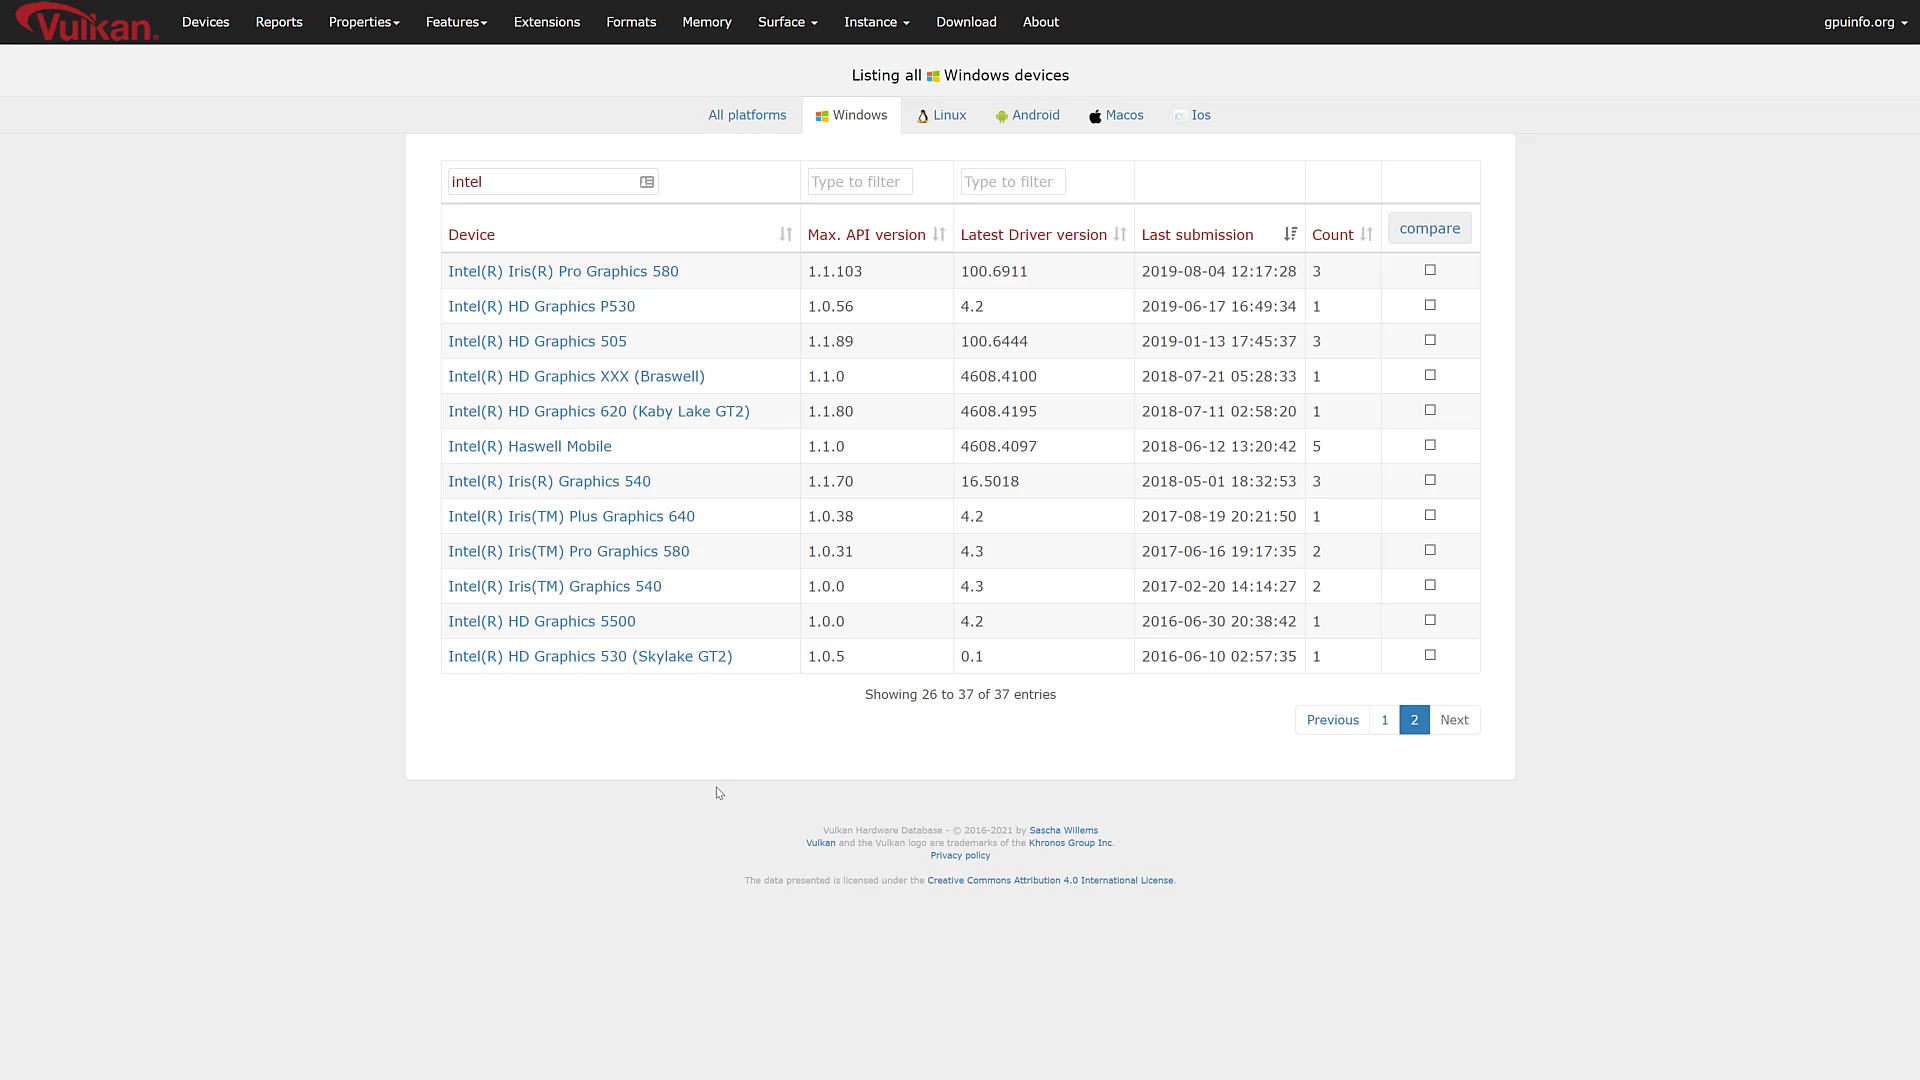 Vulkan. Devices Reports Properties Features Extensions Formats Memory Surface Instance Download About gpuinfo.org
Listing all Windows devices
All platforms Windows Linux Android Macos Ios
intel Type to filter Type to filter
Device Max. API version Latest Driver version Last submission Count compare
Intel(R) Iris(R) Pro Graphics 580 1.1.103 100.6911 2019-08-04 12:17:28 3
Intel(R) HD Graphics P530 1.0.56 4.2 2019-06-17 16:49:34 1
Intel(R) HD Graphics 505 1.1.89 100.6444 2019-01-13 17:45:37 3
Intel(R) HD Graphics XXX (Braswell) 1.1.0 4608.4100 2018-07-21 05:28:33 1
Intel(R) HD Graphics 620 (Kaby Lake GT2) 1.1.80 4608.4195 2018-07-11 02:58:20 1
Intel(R) Haswell Mobile 1.1.0 4608.4097 2018-06-12 13:20:42 5
Intel(R) Iris(R) Graphics 540 1.1.70 16.5018 2018-05-01 18:32:53 3
Intel(R) Iris(TM) Plus Graphics 640 1.0.38 4.2 2017-08-19 20:21:50 1
Intel(R) Iris(TM) Pro Graphics 580 1.0.31 4.3 2017-06-16 19:17:35 2
Intel(R) Iris(TM) Graphics 540 1.0.0 4.3 2017-02-20 14:14:27 2
Intel(R) HD Graphics 5500 1.0.0 4.2 2016-06-30 20:38:42 1
Intel(R) HD Graphics 530 (Skylake GT2) 1.0.5 0.1 2016-06-10 02:57:35 1
Showing 26 to 37 of 37 entries
Previous 1 2 Next
Vulkan Hardware Database - © 2016-2021 by Sascha Willems
Vulkan and the Vulkan logo are trademarks of the Khronos Group Inc.
Privacy policy
The data presented is licensed under the Creative Commons Attribution 4.0 International License.